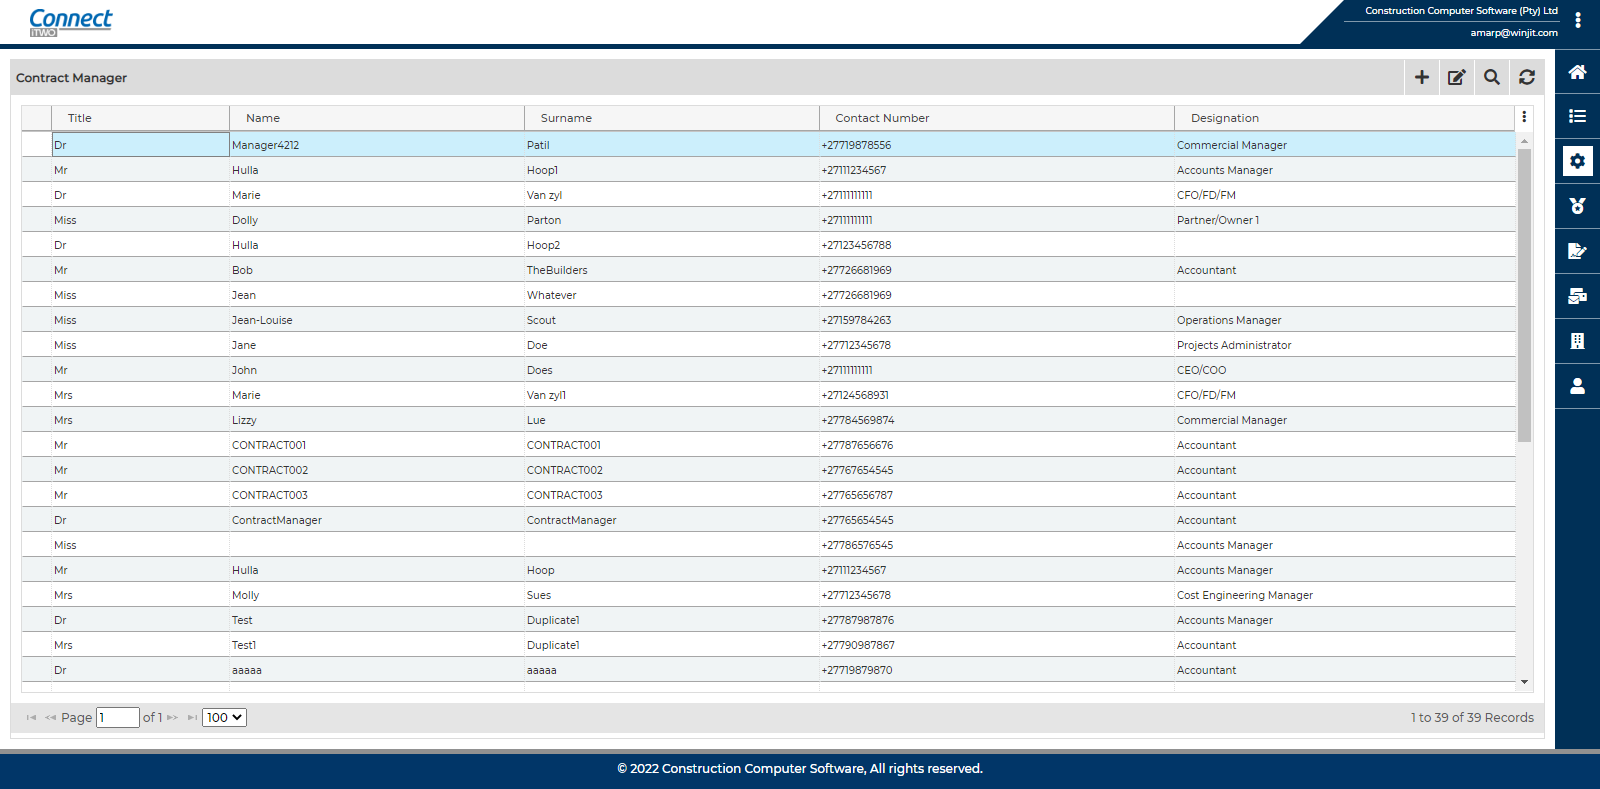 Connect
iTWO
Construction Computer Software (Pty) Ltd
amarp@winjit.com
Contract Manager
Title Name Surname Contact Number Designation
Dr Manager4212 Patil +27719878556 Commercial Manager
Mr Hulla Hoop1 +27111234567 Accounts Manager
Dr Marie Van zyl +27111111111 CFO/FD/FM
Miss Dolly Parton +27111111111 Partner/Owner 1
Dr Hulla Hoop2 +27123456788
Mr Bob TheBuilders +27726681969 Accountant
Miss Jean Whatever +27726681969
Miss Jean-Louise Scout +27159784263 Operations Manager
Miss Jane Doe +27712345678 Projects Administrator
Mr John Does +27111111111 CEO/COO
Mrs Marie Van zyl1 +27124568931 CFO/FD/FM
Mrs Lizzy Lue +27784569874 Commercial Manager
Mr CONTRACT001 CONTRACT001 +27787656676 Accountant
Mr CONTRACT002 CONTRACT002 +27767654545 Accountant
Mr CONTRACT003 CONTRACT003 +27765656787 Accountant
Dr ContractManager ContractManager +27765654545 Accountant
Miss +27786576545 Accounts Manager
Mr Hulla Hoop +27111234567 Accounts Manager
Mrs Molly Sues +27712345678 Cost Engineering Manager
Dr Test Duplicate1 +27787987876 Accounts Manager
Mrs Test1 Duplicate1 +27790987867 Accountant
Dr aaaaa aaaaa +27719879870 Accountant
Page 1 of 1 100 1 to 39 of 39 Records
© 2022 Construction Computer Software, All rights reserved.